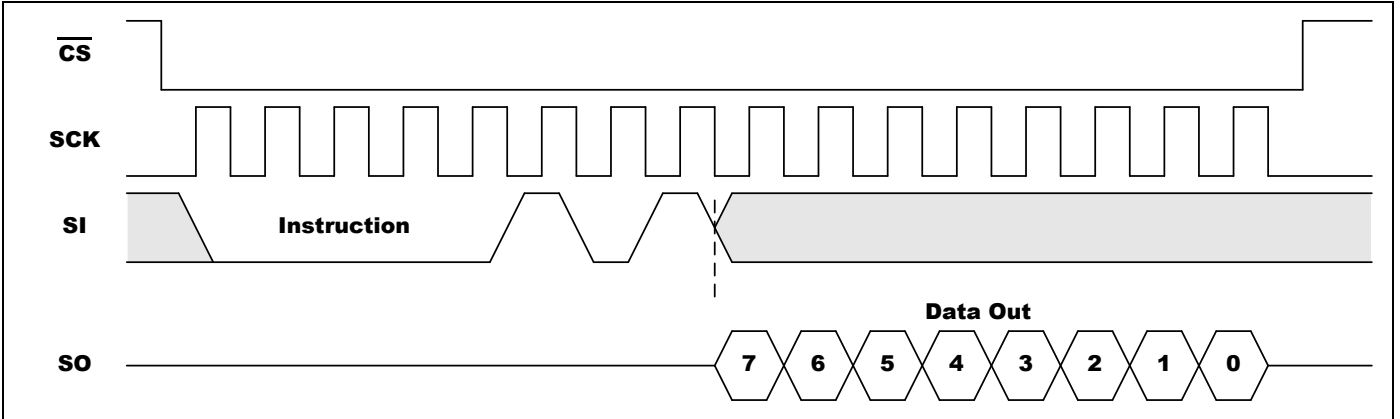 CS
SCK
SI Instruction
Data Out
SO 7 6 5 4 3 2 1 0